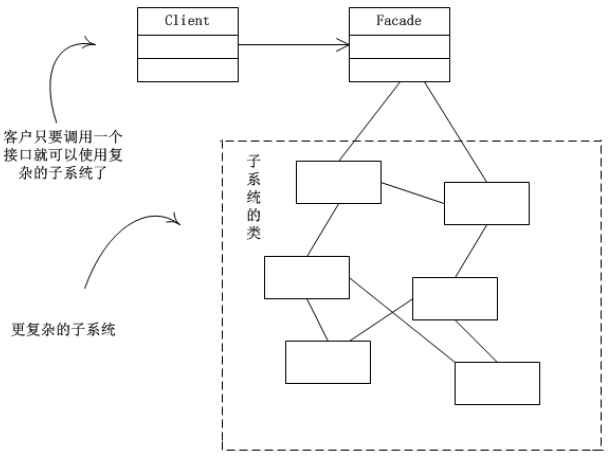 Client
Facade
客户只要调用一个
接口就可以使用复
杂的子系统了
子
系
统
的
类
更复杂的子系统